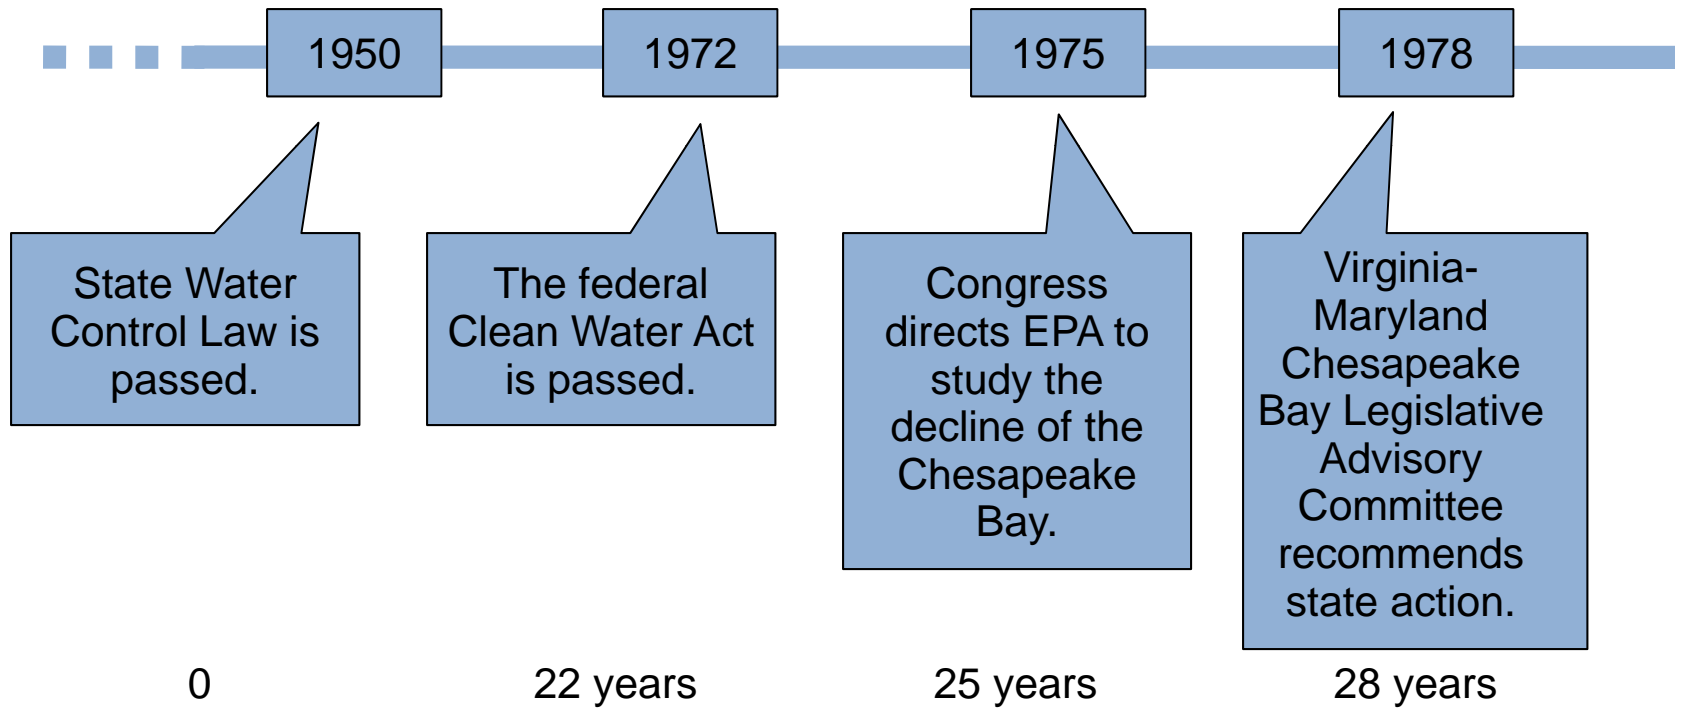 1950
1972
1975
1978
State Water
Control Law is
passed.
The federal
Clean Water Act
is passed.
Congress
directs EPA to
study the
decline of the
Chesapeake
Bay.
Virginia-
Maryland
Chesapeake
Bay Legislative
Advisory
Committee
recommends
state action.
0
22 years
25 years
28 years